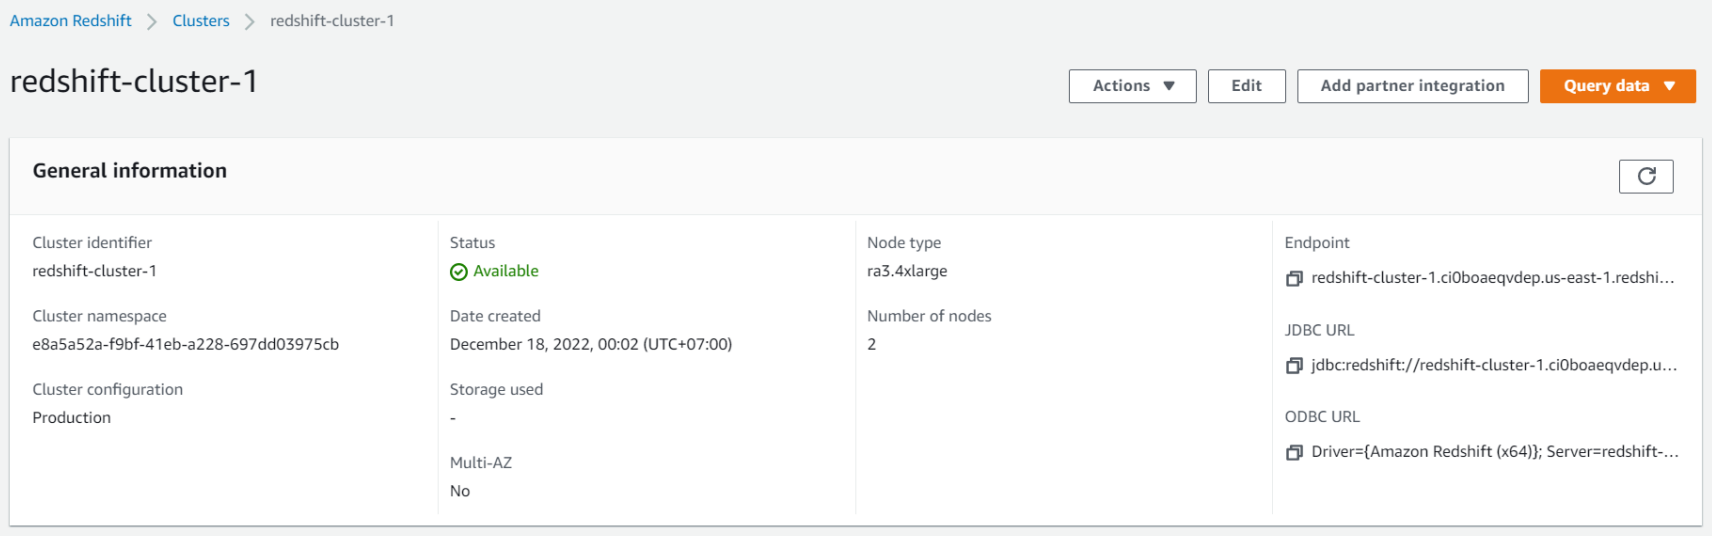 Amazon Redshift > Clusters > redshift-cluster-1
redshift-cluster-1
Actions
Edit
Add partner integration
Query data
General information
Cluster identifier
redshift-cluster-1
Cluster namespace
e8a5a52a-f9bf-41eb-a228-697dd03975cb
Cluster configuration
Production
Status
Available
Date created
December 18, 2022, 00:02 (UTC+07:00)
Storage used
-
Multi-AZ
No
Node type
ra3.4xlarge
Number of nodes
2
Endpoint
redshift-cluster-1.ci0boaeqvdep.us-east-1.redshi...
JDBC URL
jdbc:redshift://redshift-cluster-1.ci0boaeqvdep.u...
ODBC URL
Driver={Amazon Redshift (x64)}; Server=redshift-...